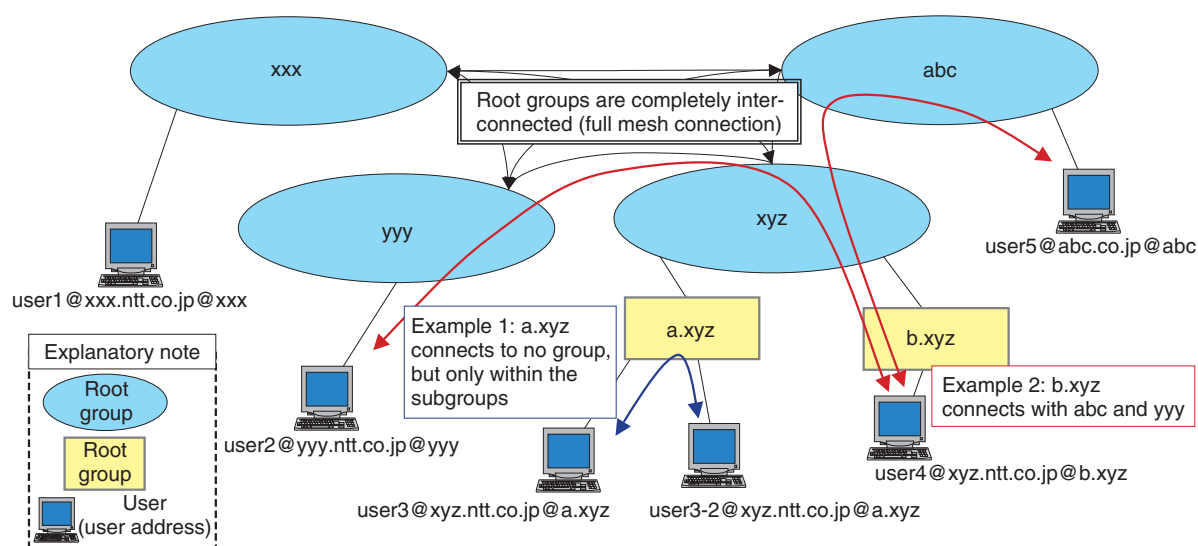 xxx
abc
Root groups are completely inter-
connected (full mesh connection)
yyy
xyz
user1@xxx.ntt.co.jp@xxx
user5@abc.co.jp@abc
Example 1: a.xyz
connects to no group,
but only within the
subgroups
a.xyz
b.xyz
Example 2: b.xyz
connects with abc and yyy
user2@yyy.ntt.co.jp@yyy
user4@xyz.ntt.co.jp@b.xyz
user3@xyz.ntt.co.jp@a.xyz
user3-2@xyz.ntt.co.jp@a.xyz
Explanatory note
Root
group
Root
group
User
(user address)